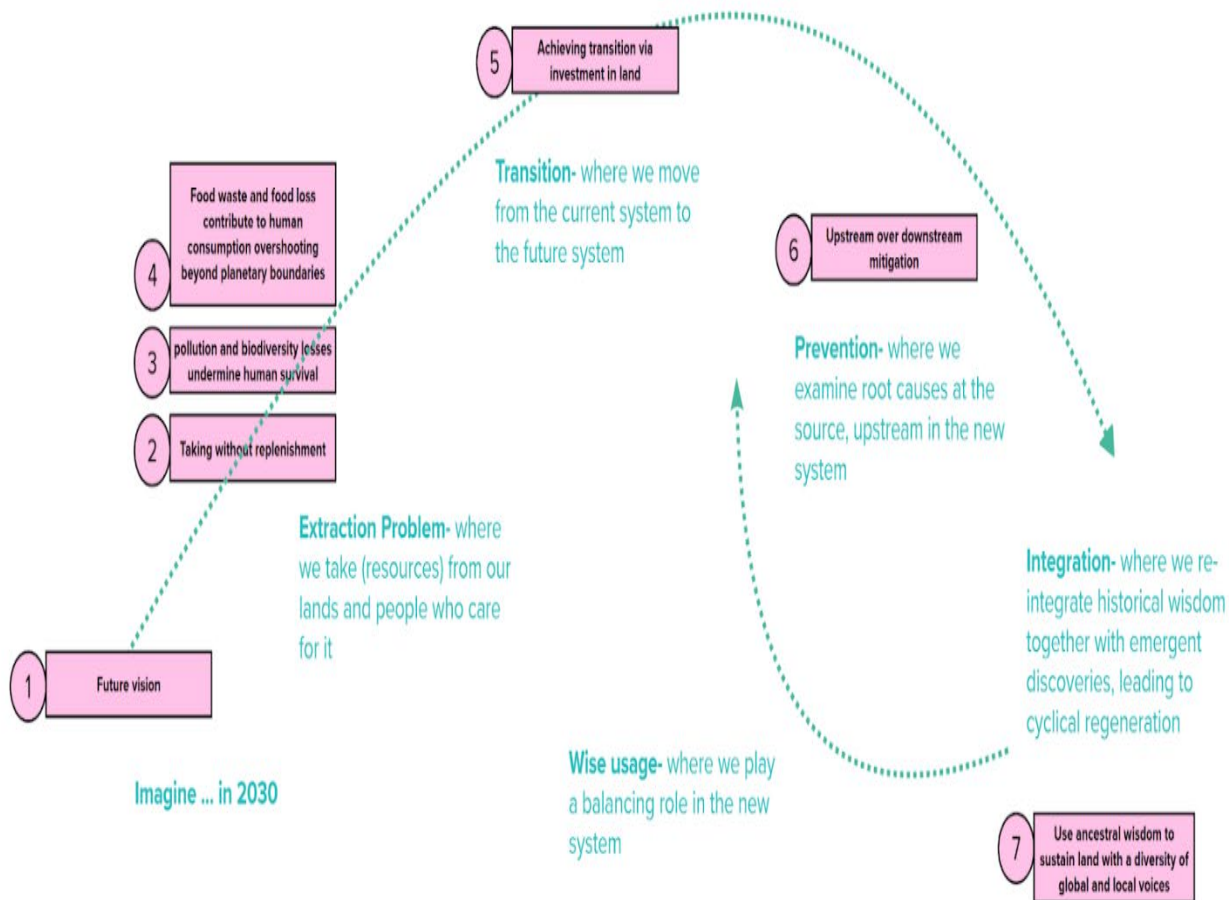 5
Achieving transition via
investment in land
Transition- where we move
from the current system to
the future system
4
Food waste and food loss
contribute to human
consumption overshooting
beyond planetary boundaries
3
pollution and biodiversity losses
undermine human survival
2
Taking without replenishment
6
Upstream over downstream
mitigation
Prevention- where we
examine root causes at the
source, upstream in the new
system
Extraction Problem- where
we take (resources) from our
lands and people who care
for it
1
Future vision
Imagine ... in 2030
Integration- where we re-
integrate historical wisdom
together with emergent
discoveries, leading to
cyclical regeneration
Wise usage- where we play
a balancing role in the new
system
7
Use ancestral wisdom to
sustain land with a diversity of
global and local voices